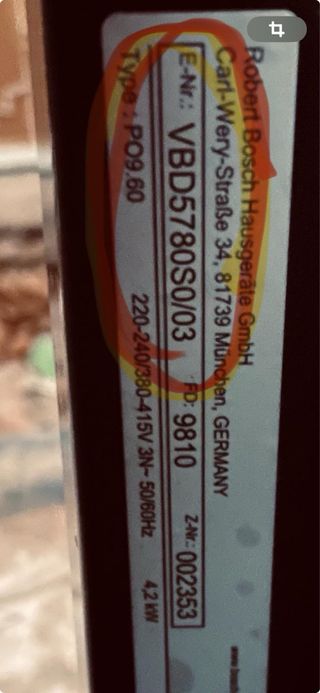 Robert Bosch Hausgeräte GmbH
Carl-Wery-Straße 34, 81739 München, GERMANY
E-Nr.: VBD5780S0/03 FD: 9810 Z-Nr.: 002353
Type : PO9.60 220-240/380-415V 3N~ 50/60Hz 4,2 kW